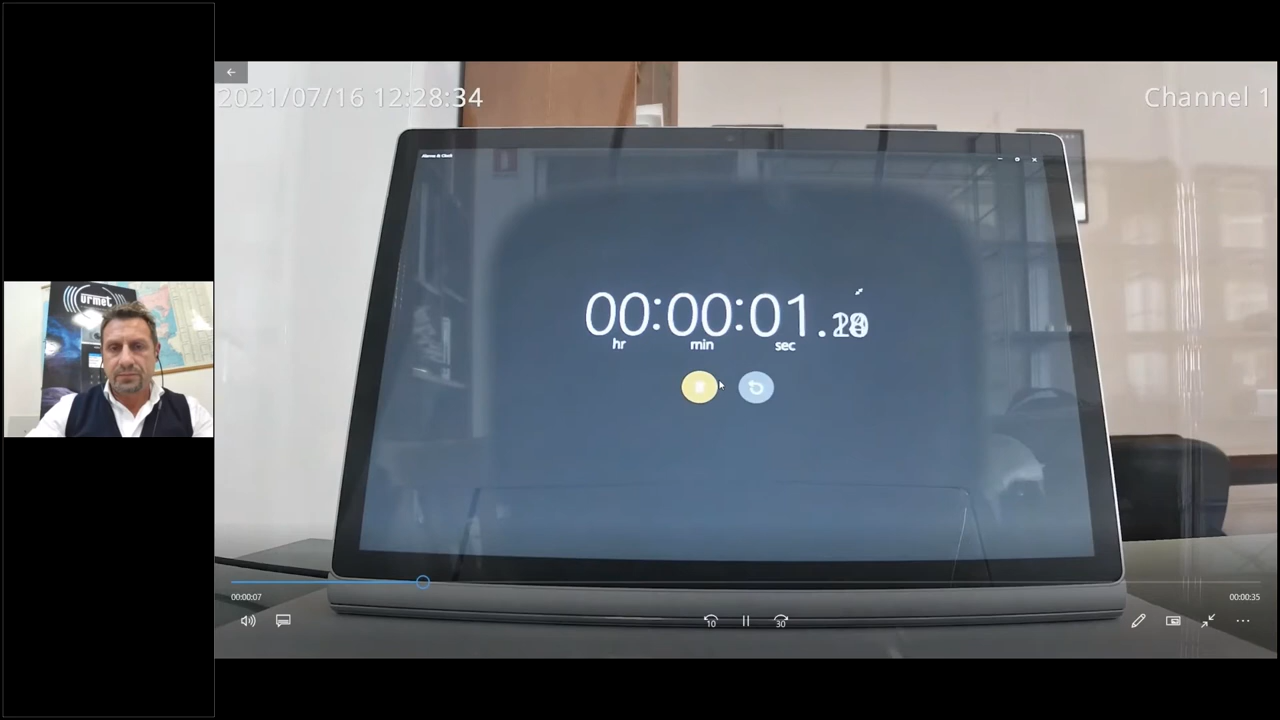 2021/07/16 12:28:34
Channel 1
Alarms & Clock
00:00:01.
hr min sec
urmet
00:00:07
00:00:35
10
30